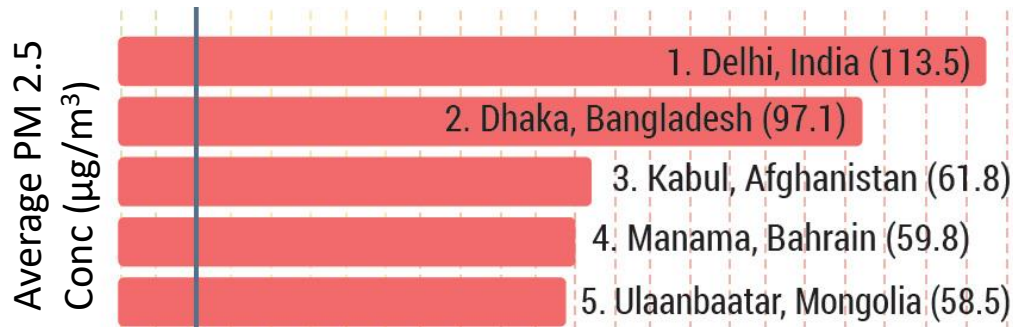 Average PM 2.5
Conc (µg/m³)
1. Delhi, India (113.5)
2. Dhaka, Bangladesh (97.1)
3. Kabul, Afghanistan (61.8)
4. Manama, Bahrain (59.8)
5. Ulaanbaatar, Mongolia (58.5)